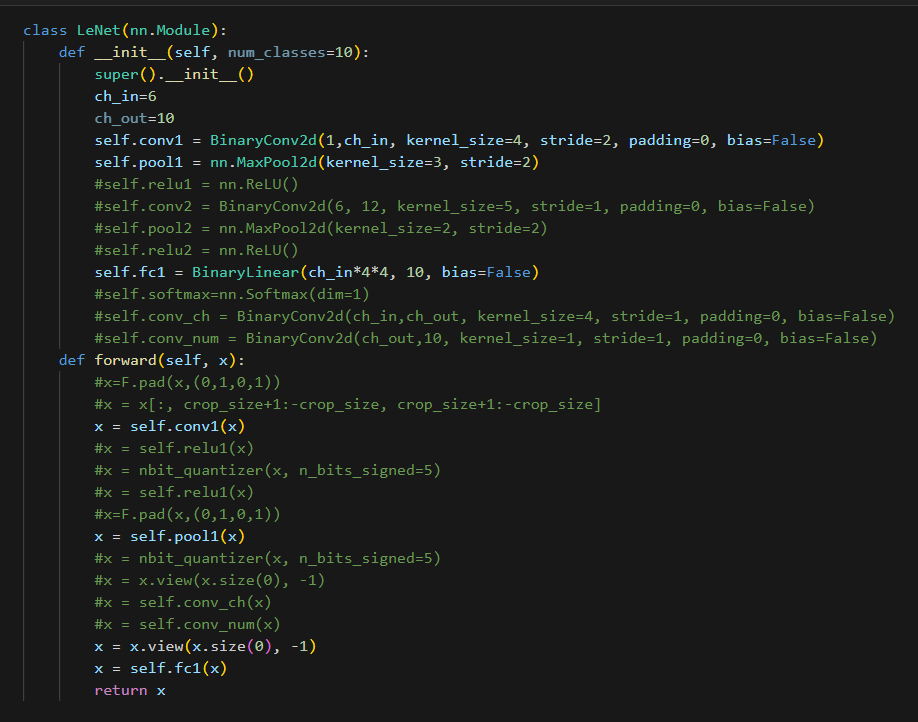 class LeNet(nn.Module):
    def __init__(self, num_classes=10):
        super().__init__()
        ch_in=6
        ch_out=10
        self.conv1 = BinaryConv2d(1,ch_in, kernel_size=4, stride=2, padding=0, bias=False)
        self.pool1 = nn.MaxPool2d(kernel_size=3, stride=2)
        #self.relu1 = nn.ReLU()
        #self.conv2 = BinaryConv2d(6, 12, kernel_size=5, stride=1, padding=0, bias=False)
        #self.pool2 = nn.MaxPool2d(kernel_size=2, stride=2)
        #self.relu2 = nn.ReLU()
        self.fc1 = BinaryLinear(ch_in*4*4, 10, bias=False)
        #self.softmax=nn.Softmax(dim=1)
        #self.conv_ch = BinaryConv2d(ch_in,ch_out, kernel_size=4, stride=1, padding=0, bias=False)
        #self.conv_num = BinaryConv2d(ch_out,10, kernel_size=1, stride=1, padding=0, bias=False)
    def forward(self, x):
        #x=F.pad(x,(0,1,0,1))
        #x = x[:, crop_size+1:-crop_size, crop_size+1:-crop_size]
        x = self.conv1(x)
        #x = self.relu1(x)
        #x = nbit_quantizer(x, n_bits_signed=5)
        #x = self.relu1(x)
        #x=F.pad(x,(0,1,0,1))
        x = self.pool1(x)
        #x = nbit_quantizer(x, n_bits_signed=5)
        #x = x.view(x.size(0), -1)
        #x = self.conv_ch(x)
        #x = self.conv_num(x)
        x = x.view(x.size(0), -1)
        x = self.fc1(x)
        return x